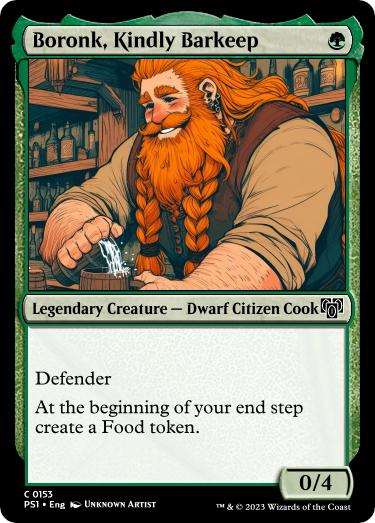 Boronk, Kindly Barkeep
Legendary Creature — Dwarf Citizen Cook
Defender
At the beginning of your end step
create a Food token.
0/4
C 0153
PS1 • Eng Unknown Artist
™ & © 2023 Wizards of the Coast